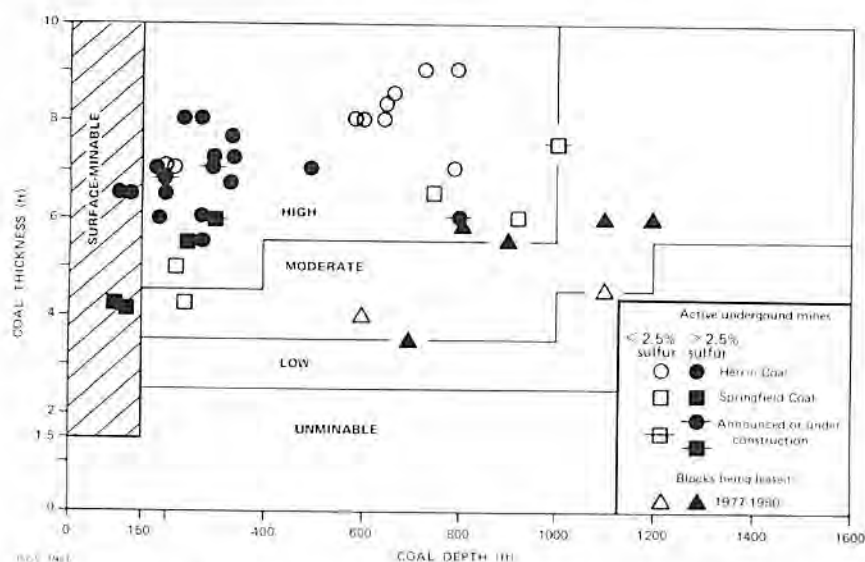 10
8
6
4
2
1.5
0
COAL THICKNESS (ft)
SURFACE-MINABLE
HIGH
MODERATE
LOW
UNMINABLE
Active underground mines
< 2.5% > 2.5%
sulfur sulfur
Herrin Coal
Springfield Coal
Announced or under
construction
Blocks being leased
1977-1980
0 150 400 600 800 1000 1200 1400 1600
COAL DEPTH (ft)